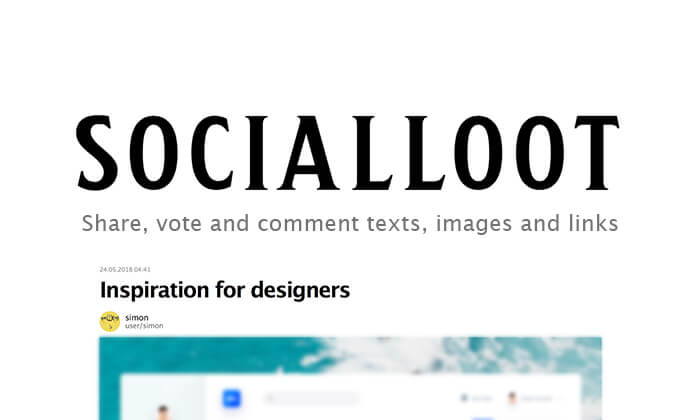 SOCIALLOOT
Share, vote and comment texts, images and links
24.05.2018 04:41
Inspiration for designers
simon
user/simon